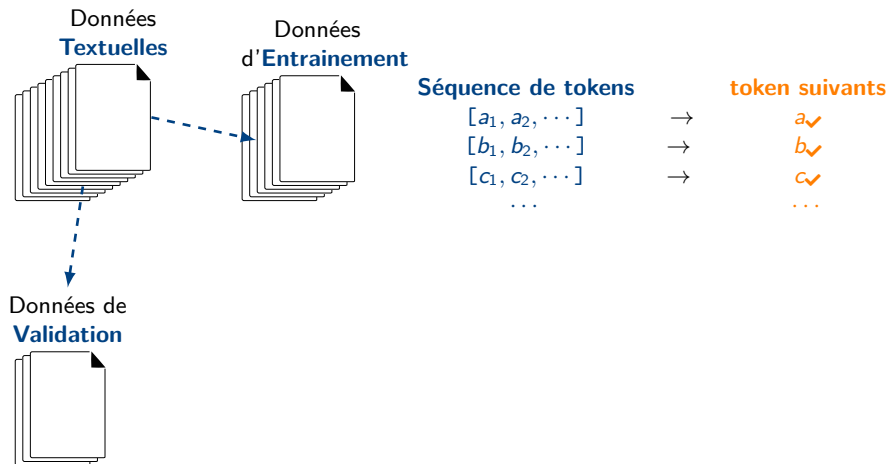 Données
Textuelles
Données
d'Entrainement
Séquence de tokens token suivants
[a₁, a₂, ···] → a✔
[b₁, b₂, ···] → b✔
[c₁, c₂, ···] → c✔
... ...
Données de
Validation